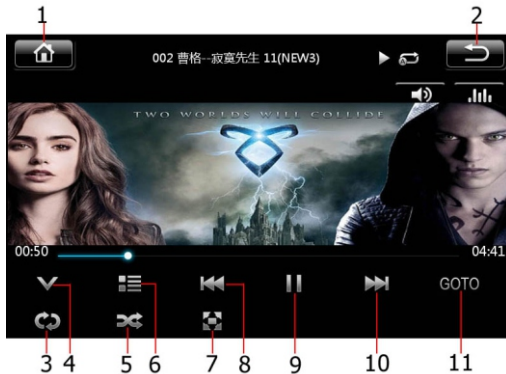 1 2
002 曹格--寂寞先生 11(NEW3)
TWO WORLDS WILL COLLIDE
00:50 04:41
GOTO
3 4 5 6 7 8 9 10 11